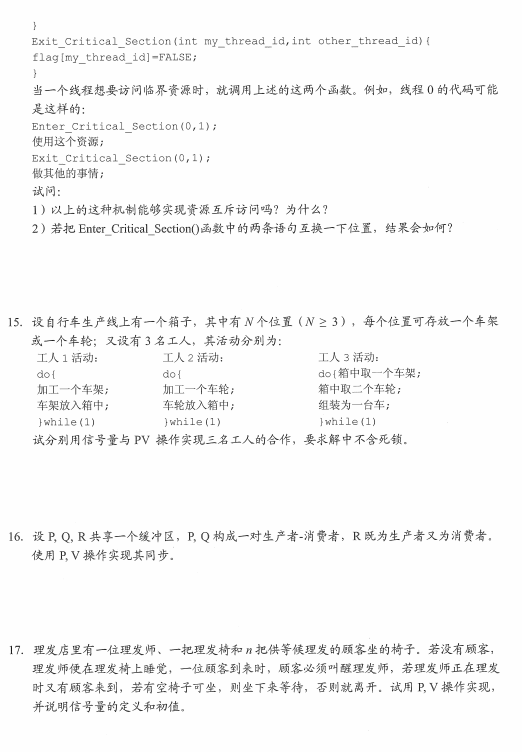 }
Exit_Critical_Section(int my_thread_id,int other_thread_id){
flag[my_thread_id]=FALSE;
}
当一个线程想要访问临界资源时，就调用上述的这两个函数。例如，线程 0 的代码可能
是这样的：
Enter_Critical_Section(0,1);
使用这个资源；
Exit_Critical_Section(0,1);
做其他的事情；
试问：
1）以上的这种机制能够实现资源互斥访问吗？为什么？
2）若把 Enter_Critical_Section()函数中的两条语句互换一下位置，结果会如何？
15. 设自行车生产线上有一个箱子，其中有 N 个位置（N ≥ 3），每个位置可存放一个车架
或一个车轮；又设有 3 名工人，其活动分别为：
工人 1 活动： 工人 2 活动： 工人 3 活动：
do{ do{ do{箱中取一个车架；
加工一个车架； 加工一个车轮； 箱中取二个车轮；
车架放入箱中； 车轮放入箱中； 组装为一台车；
}while(1) }while(1) }while(1)
试分别用信号量与 PV 操作实现三名工人的合作，要求解中不含死锁。
16. 设 P, Q, R 共享一个缓冲区，P, Q 构成一对生产者-消费者，R 既为生产者又为消费者。
使用 P, V 操作实现其同步。
17. 理发店里有一位理发师、一把理发椅和 n 把供等候理发的顾客坐的椅子。若没有顾客，
理发师便在理发椅上睡觉，一位顾客到来时，顾客必须叫醒理发师，若理发师正在理发
时又有顾客来到，若有空椅子可坐，则坐下来等待，否则就离开。试用 P, V 操作实现，
并说明信号量的定义和初值。